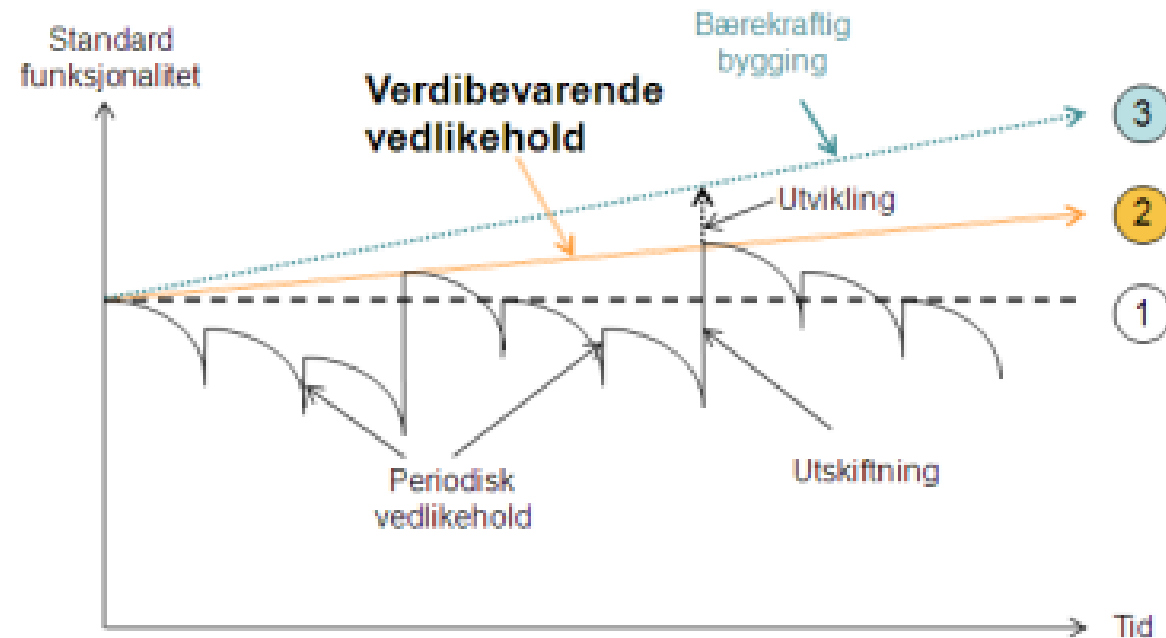 Standard
funksjonalitet
Bærekraftig
bygging
Verdibevarende
vedlikehold
3
Utvikling
2
1
Periodisk
vedlikehold
Utskiftning
Tid